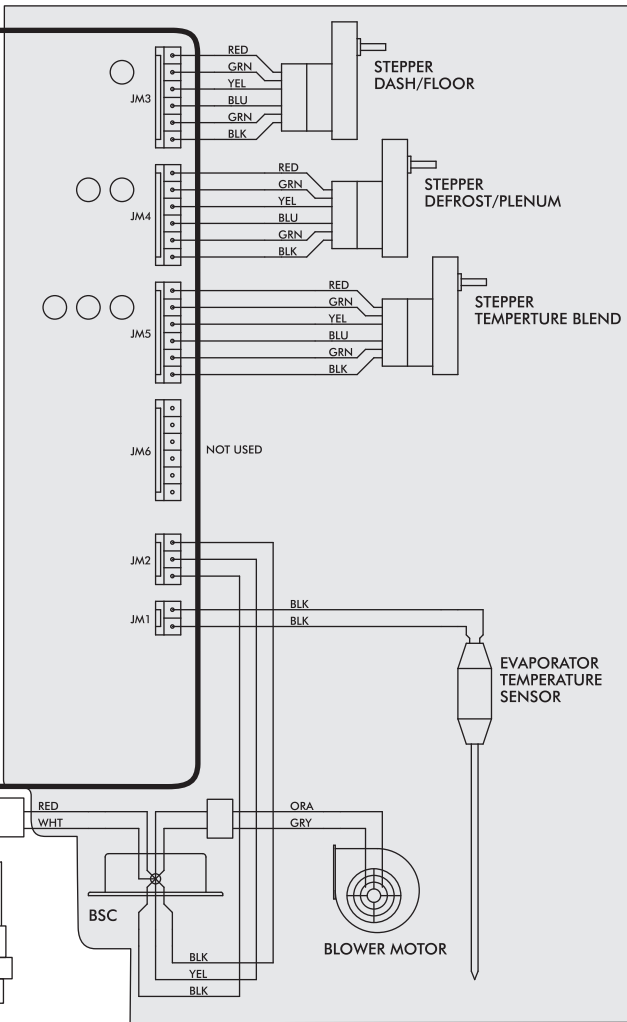 RED
GRN
YEL
BLU
GRN
BLK
JM3
STEPPER
DASH/FLOOR
RED
GRN
YEL
BLU
GRN
BLK
JM4
STEPPER
DEFROST/PLENUM
RED
GRN
YEL
BLU
GRN
BLK
JM5
STEPPER
TEMPERTURE BLEND
JM6
NOT USED
JM2
JM1
BLK
BLK
EVAPORATOR
TEMPERATURE
SENSOR
RED
WHT
ORA
GRY
BSC
BLOWER MOTOR
BLK
YEL
BLK